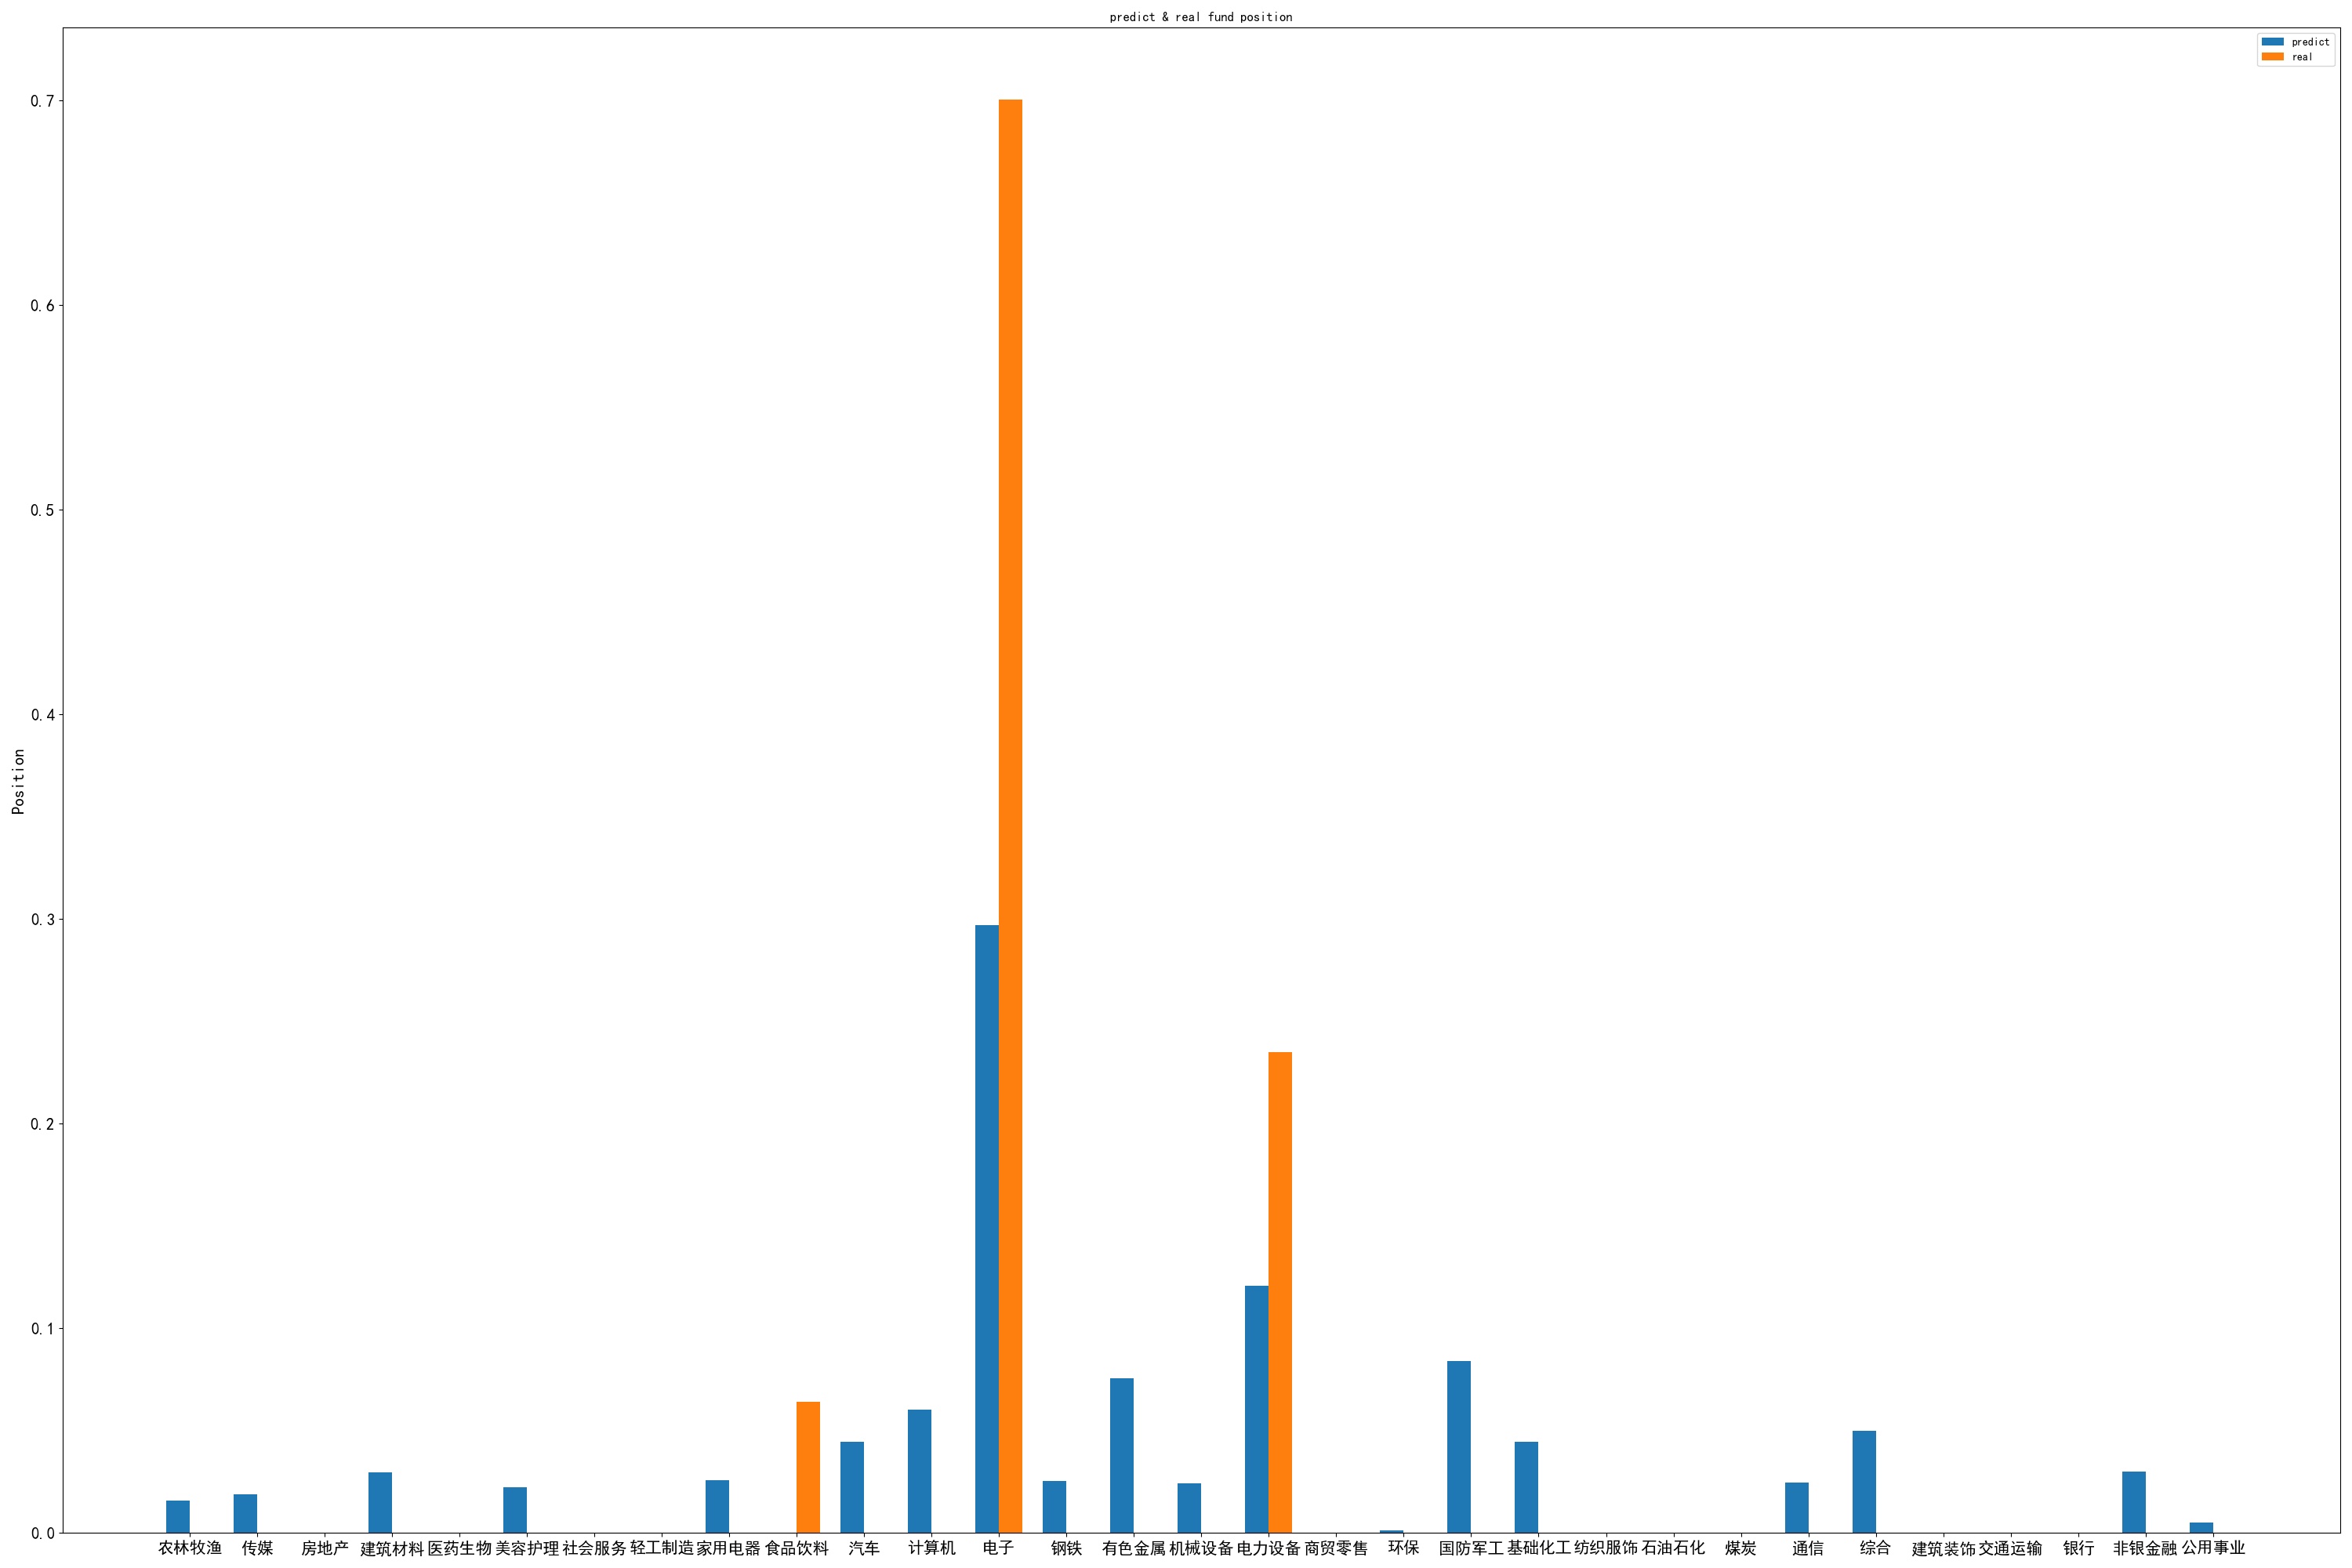 predict & real fund position
predict
real
0.7
0.6
0.5
0.4
0.3
0.2
0.1
0.0
Position
农林牧渔 传媒 房地产 建筑材料 医药生物 美容护理 社会服务 轻工制造 家用电器 食品饮料 汽车 计算机 电子 钢铁 有色金属 机械设备 电力设备 商贸零售 环保 国防军工 基础化工 纺织服饰 石油石化 煤炭 通信 综合 建筑装饰 交通运输 银行 非银金融 公用事业